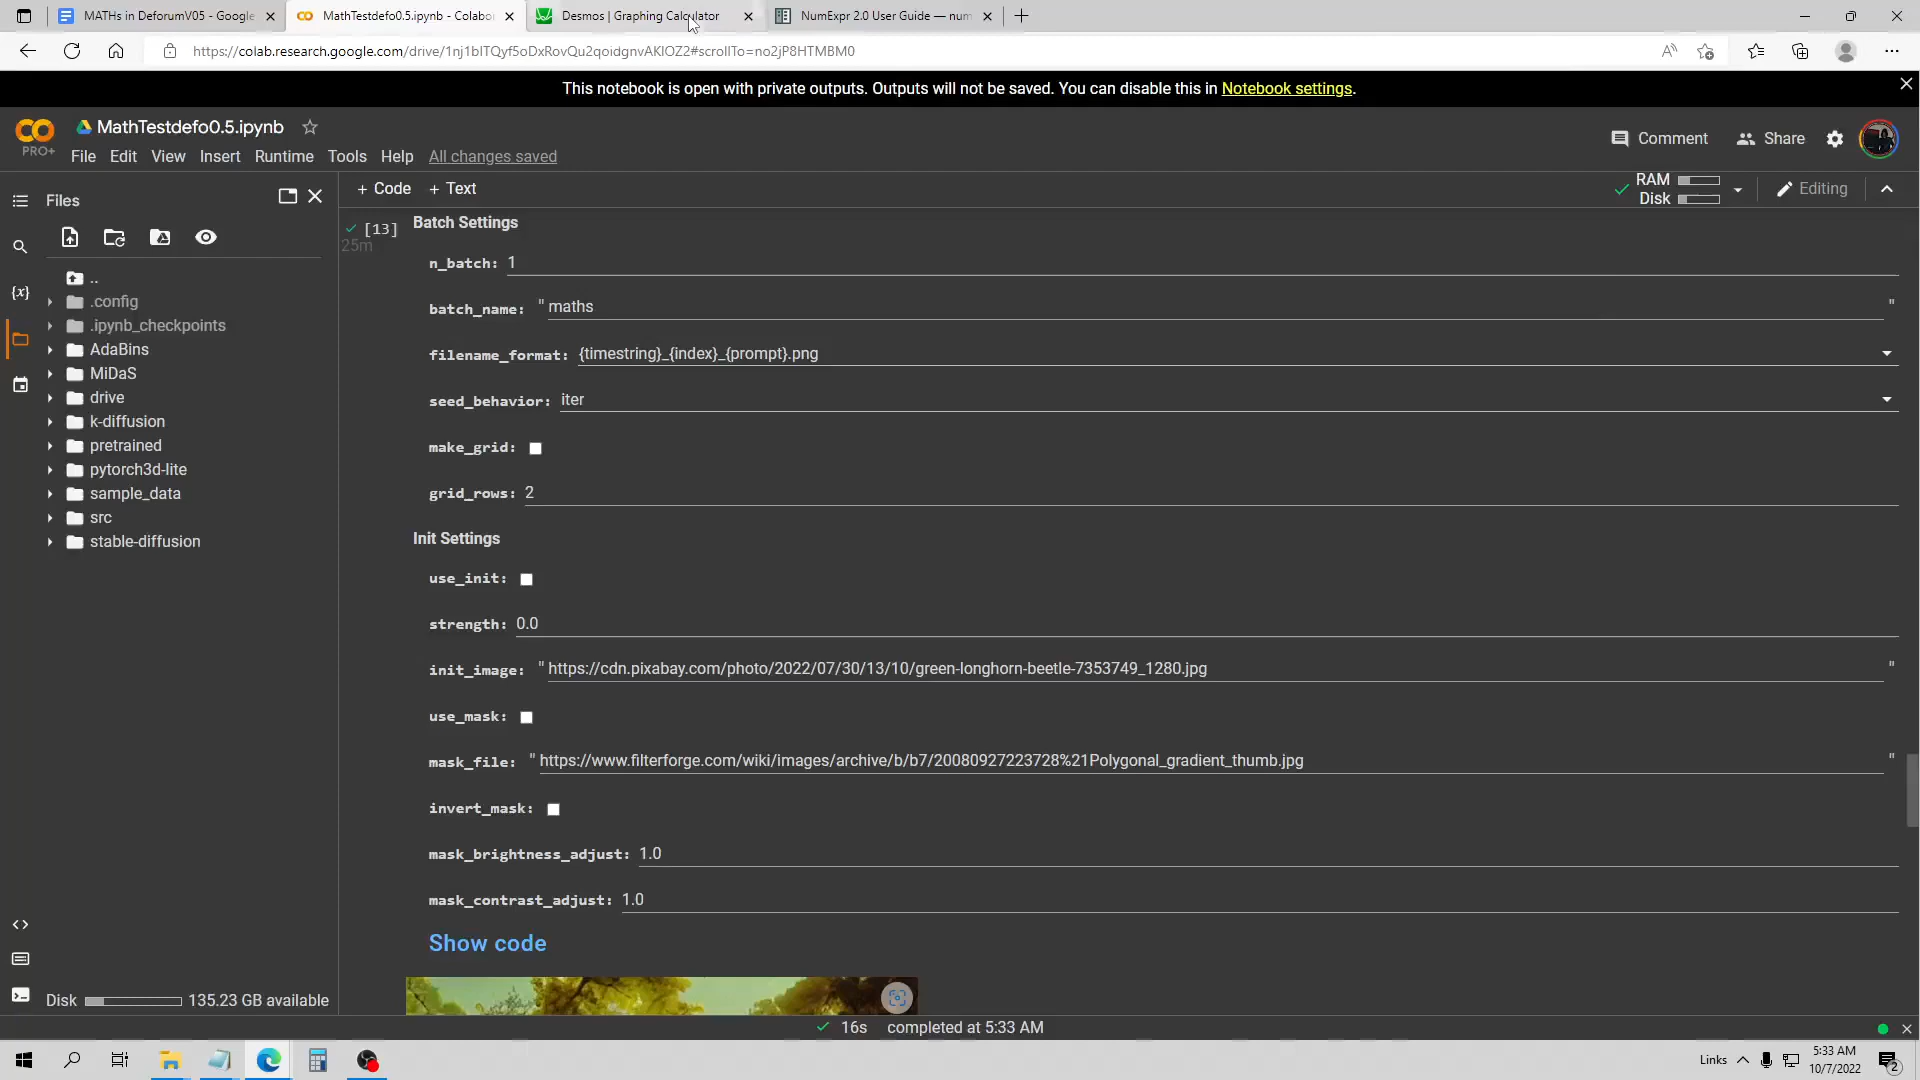 MATHs in DeforumV05 - Google
MathTestdefo0.5.ipynb - Colabo
Desmos | Graphing Calculator
NumExpr 2.0 User Guide — num
https://colab.research.google.com/drive/1nj1bITQyf5oDxRovQu2qoidgnvAKIOZ2#scrollTo=no2jP8HTMBM0
This notebook is open with private outputs. Outputs will not be saved. You can disable this in Notebook settings.
MathTestdefo0.5.ipynb
PRO+
File Edit View Insert Runtime Tools Help All changes saved
Comment Share
Files
+ Code + Text
RAM
Disk
Editing
..
.config
.ipynb_checkpoints
AdaBins
MiDaS
drive
k-diffusion
pretrained
pytorch3d-lite
sample_data
src
stable-diffusion
Disk 135.23 GB available
[13]
25m
Batch Settings
n_batch: 1
batch_name: " maths "
filename_format: {timestring}_{index}_{prompt}.png
seed_behavior: iter
make_grid:
grid_rows: 2
Init Settings
use_init:
strength: 0.0
init_image: " https://cdn.pixabay.com/photo/2022/07/30/13/10/green-longhorn-beetle-7353749_1280.jpg "
use_mask:
mask_file: " https://www.filterforge.com/wiki/images/archive/b/b7/20080927223728%21Polygonal_gradient_thumb.jpg "
invert_mask:
mask_brightness_adjust: 1.0
mask_contrast_adjust: 1.0
Show code
16s completed at 5:33 AM
Links
5:33 AM
10/7/2022
2